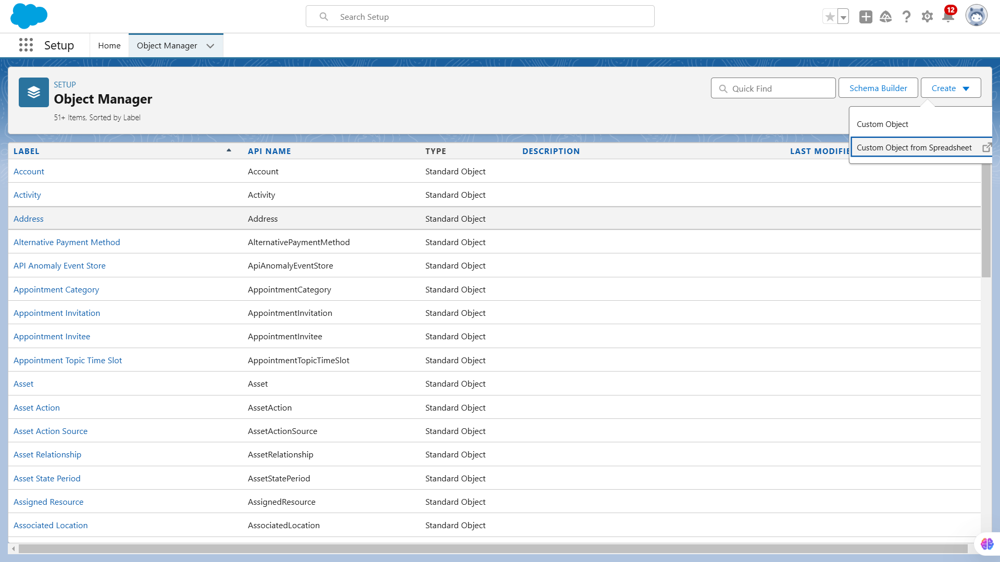 Search Setup
12
Setup
Home
Object Manager
SETUP
Object Manager
51+ Items, Sorted by Label
Quick Find
Schema Builder
Create
Custom Object
Custom Object from Spreadsheet
LABEL API NAME TYPE DESCRIPTION LAST MODIFIE
Account Account Standard Object
Activity Activity Standard Object
Address Address Standard Object
Alternative Payment Method AlternativePaymentMethod Standard Object
API Anomaly Event Store ApiAnomalyEventStore Standard Object
Appointment Category AppointmentCategory Standard Object
Appointment Invitation AppointmentInvitation Standard Object
Appointment Invitee AppointmentInvitee Standard Object
Appointment Topic Time Slot AppointmentTopicTimeSlot Standard Object
Asset Asset Standard Object
Asset Action AssetAction Standard Object
Asset Action Source AssetActionSource Standard Object
Asset Relationship AssetRelationship Standard Object
Asset State Period AssetStatePeriod Standard Object
Assigned Resource AssignedResource Standard Object
Associated Location AssociatedLocation Standard Object